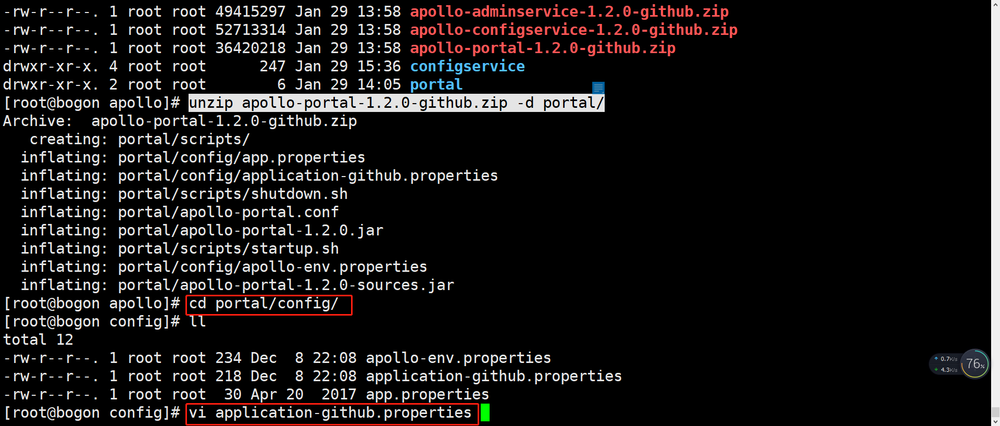 -rw-r--r--. 1 root root 49415297 Jan 29 13:58 apollo-adminservice-1.2.0-github.zip
-rw-r--r--. 1 root root 52713314 Jan 29 13:58 apollo-configservice-1.2.0-github.zip
-rw-r--r--. 1 root root 36420218 Jan 29 13:58 apollo-portal-1.2.0-github.zip
drwxr-xr-x. 4 root root      247 Jan 29 15:36 configservice
drwxr-xr-x. 2 root root        6 Jan 29 14:05 portal
[root@bogon apollo]# unzip apollo-portal-1.2.0-github.zip -d portal/
Archive:  apollo-portal-1.2.0-github.zip
   creating: portal/scripts/
  inflating: portal/config/app.properties
  inflating: portal/config/application-github.properties
  inflating: portal/scripts/shutdown.sh
  inflating: portal/apollo-portal.conf
  inflating: portal/apollo-portal-1.2.0.jar
  inflating: portal/scripts/startup.sh
  inflating: portal/config/apollo-env.properties
  inflating: portal/apollo-portal-1.2.0-sources.jar
[root@bogon apollo]# cd portal/config/
[root@bogon config]# ll
total 12
-rw-r--r--. 1 root root 234 Dec  8 22:08 apollo-env.properties
-rw-r--r--. 1 root root 218 Dec  8 22:08 application-github.properties
-rw-r--r--. 1 root root  30 Apr 20  2017 app.properties
[root@bogon config]# vi application-github.properties
↑ 0.7K/s
↓ 4.3K/s
76%